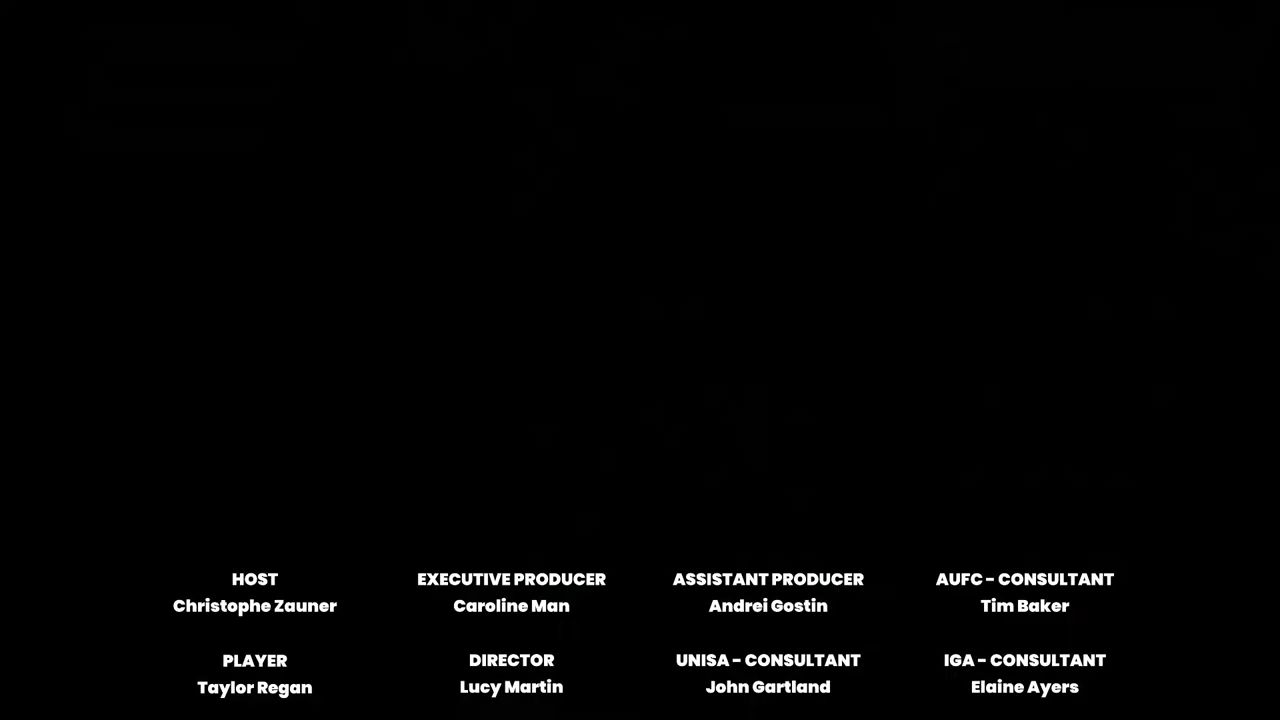 HOST
Christophe Zauner
EXECUTIVE PRODUCER
Caroline Man
ASSISTANT PRODUCER
Andrei Gostin
AUFC – CONSULTANT
Tim Baker
PLAYER
Taylor Regan
DIRECTOR
Lucy Martin
UNISA – CONSULTANT
John Gartland
IGA – CONSULTANT
Elaine Ayers